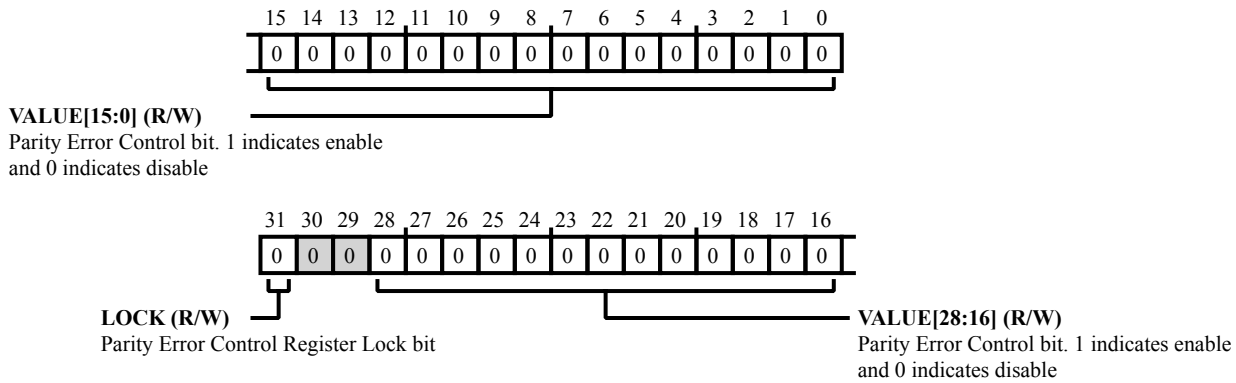 15 14 13 12 11 10 9 8 7 6 5 4 3 2 1 0
0 0 0 0 0 0 0 0 0 0 0 0 0 0 0 0
VALUE[15:0] (R/W)
Parity Error Control bit. 1 indicates enable
and 0 indicates disable
31 30 29 28 27 26 25 24 23 22 21 20 19 18 17 16
0 0 0 0 0 0 0 0 0 0 0 0 0 0 0 0
LOCK (R/W)
Parity Error Control Register Lock bit
VALUE[28:16] (R/W)
Parity Error Control bit. 1 indicates enable
and 0 indicates disable